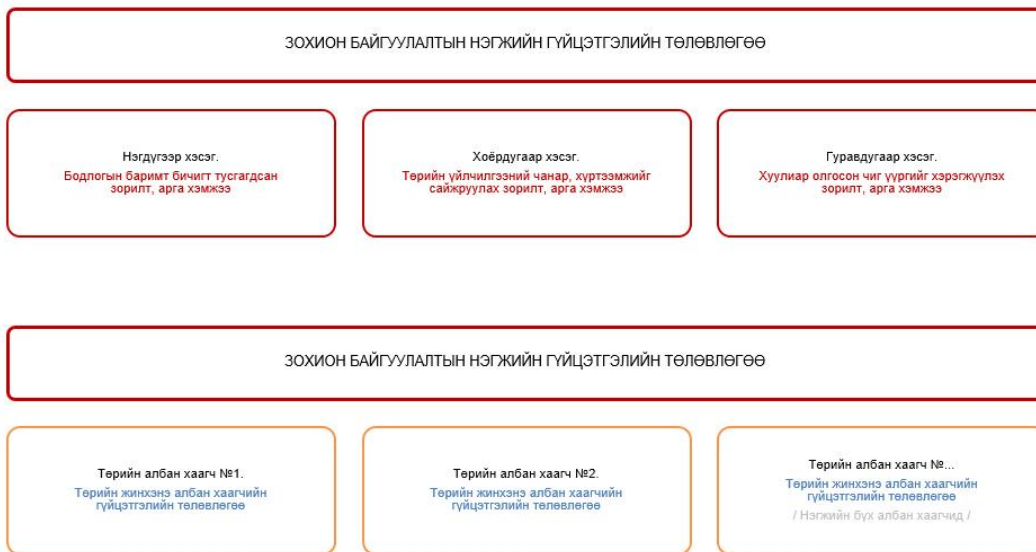 ЗОХИОН БАЙГУУЛАЛТЫН НЭГЖИЙН ГҮЙЦЭТГЭЛИЙН ТӨЛӨВЛӨГӨӨ
Нэгдүгээр хэсэг.
Бодлогын баримт бичигт тусгагдсан
зорилт, арга хэмжээ
Хоёрдугаар хэсэг.
Төрийн үйлчилгээний чанар, хүртээмжийг
сайжруулах зорилт, арга хэмжээ
Гуравдугаар хэсэг.
Хуулиар олгосон чиг үүргийг хэрэгжүүлэх
зорилт, арга хэмжээ
ЗОХИОН БАЙГУУЛАЛТЫН НЭГЖИЙН ГҮЙЦЭТГЭЛИЙН ТӨЛӨВЛӨГӨӨ
Төрийн албан хаагч №1.
Төрийн жинхэнэ албан хаагчийн
гүйцэтгэлийн төлөвлөгөө
Төрийн албан хаагч №2.
Төрийн жинхэнэ албан хаагчийн
гүйцэтгэлийн төлөвлөгөө
Төрийн албан хаагч №...
Төрийн жинхэнэ албан хаагчийн
гүйцэтгэлийн төлөвлөгөө
/ Нэгжийн бүх албан хаагчид /